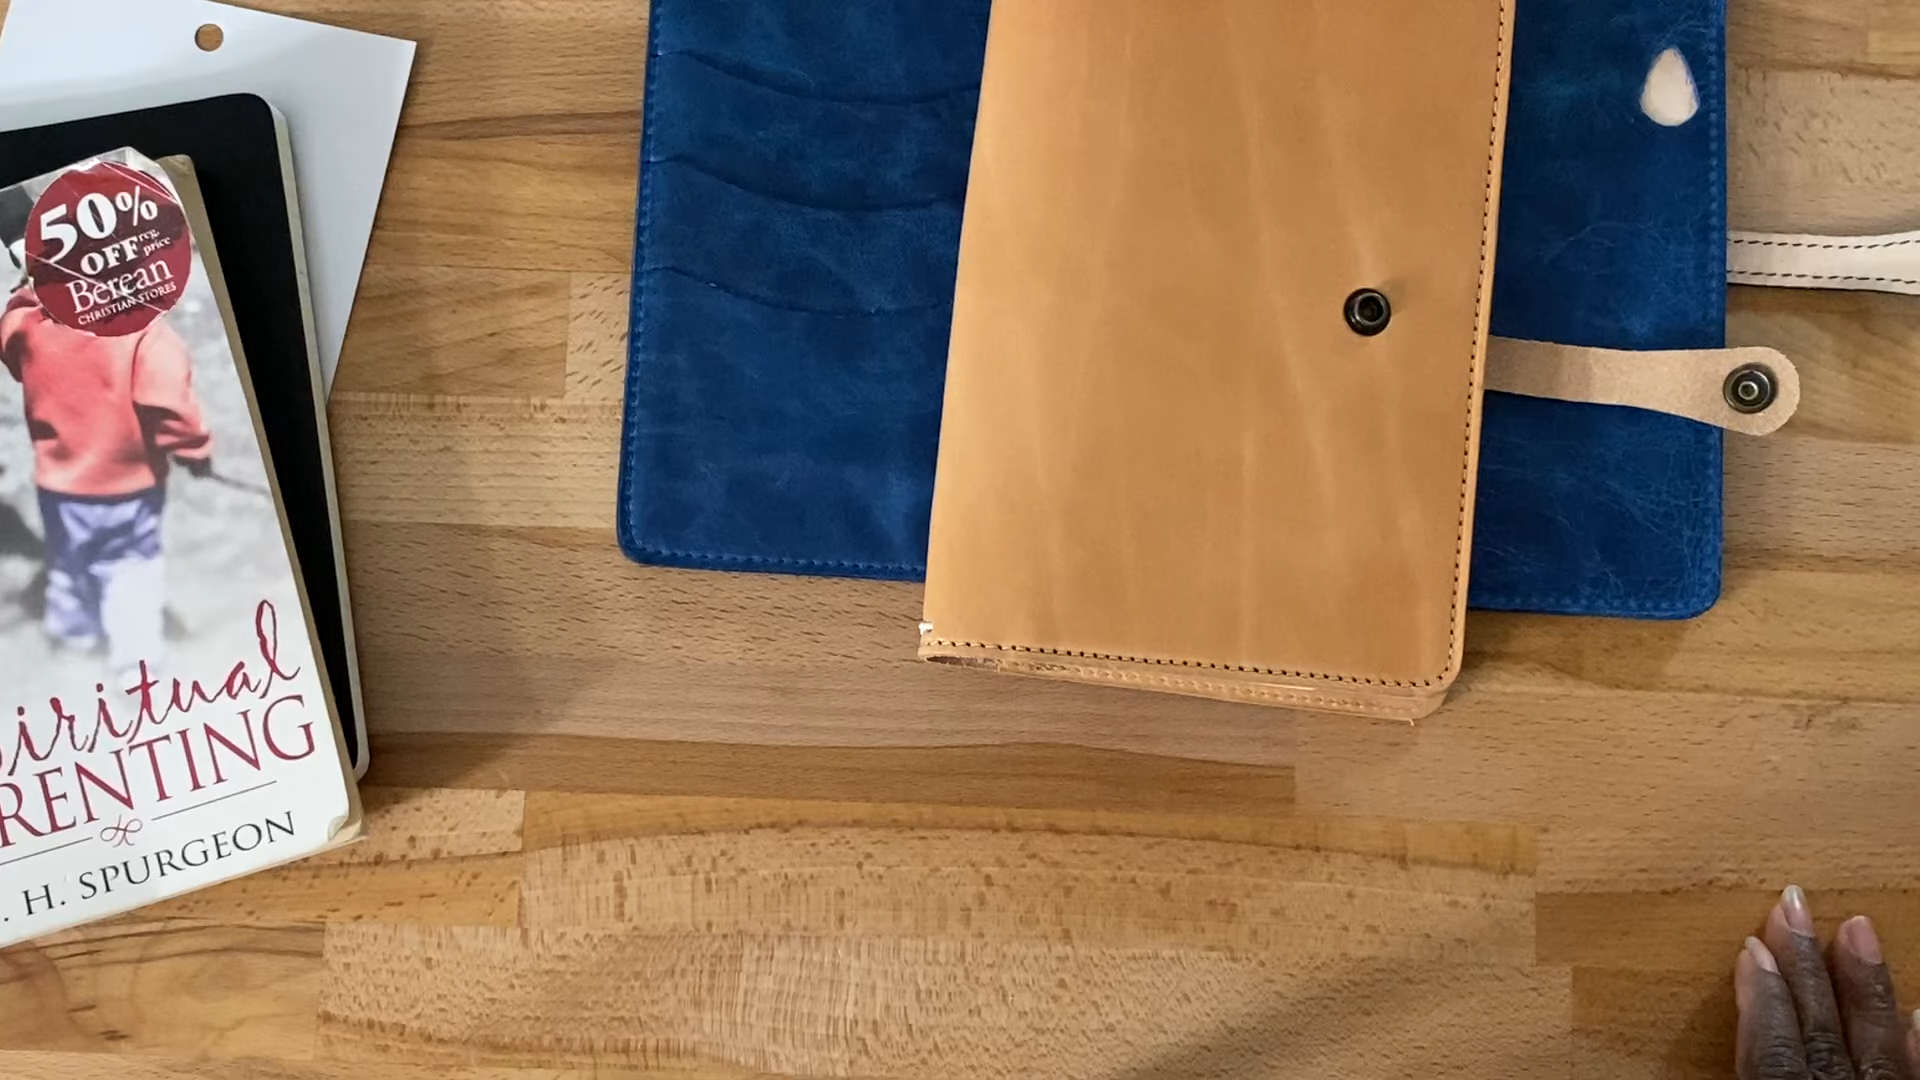 50%
OFF reg. price
Berean
CHRISTIAN STORES
iritual
RENTING
. H. SPURGEON